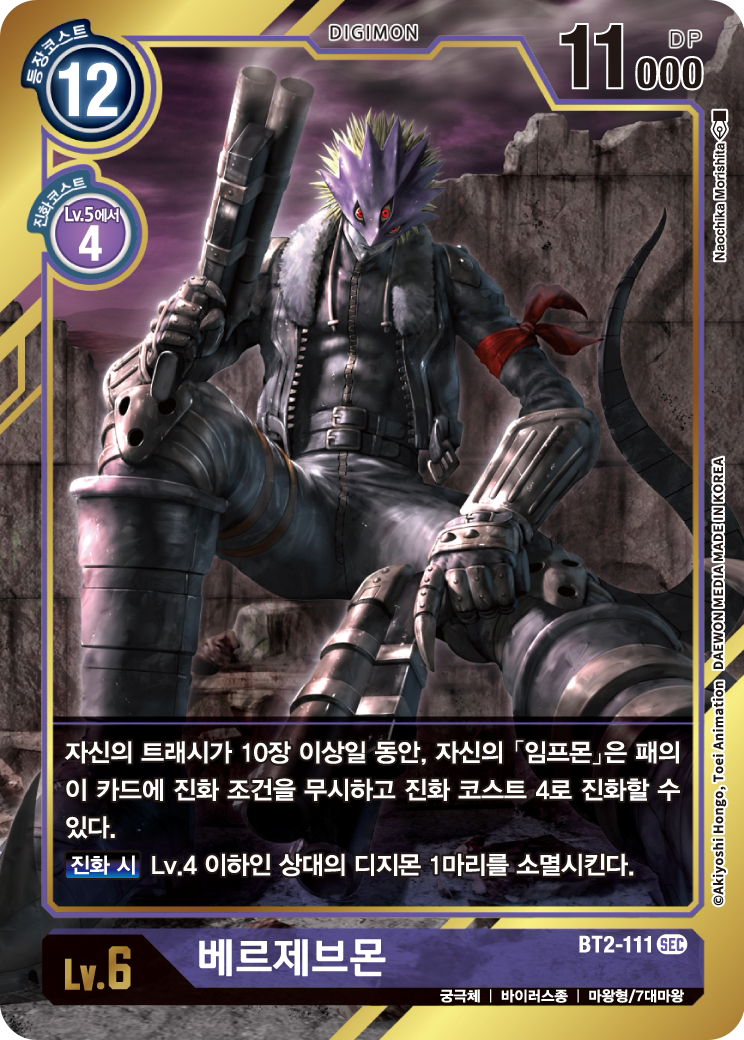 DIGIMON
등장코스트
12
DP
11000
진화코스트
Lv.5에서
4
Naochika Morishita
©Akiyoshi Hongo, Toei Animation DAEWON MEDIA MADE IN KOREA
자신의 트래시가 10장 이상일 동안, 자신의 「임프몬」은 패의
이 카드에 진화 조건을 무시하고 진화 코스트 4로 진화할 수
있다.
진화 시 Lv.4 이하인 상대의 디지몬 1마리를 소멸시킨다.
BT2-111 SEC
Lv.6
베르제브몬
궁극체 | 바이러스종 | 마왕형/7대마왕